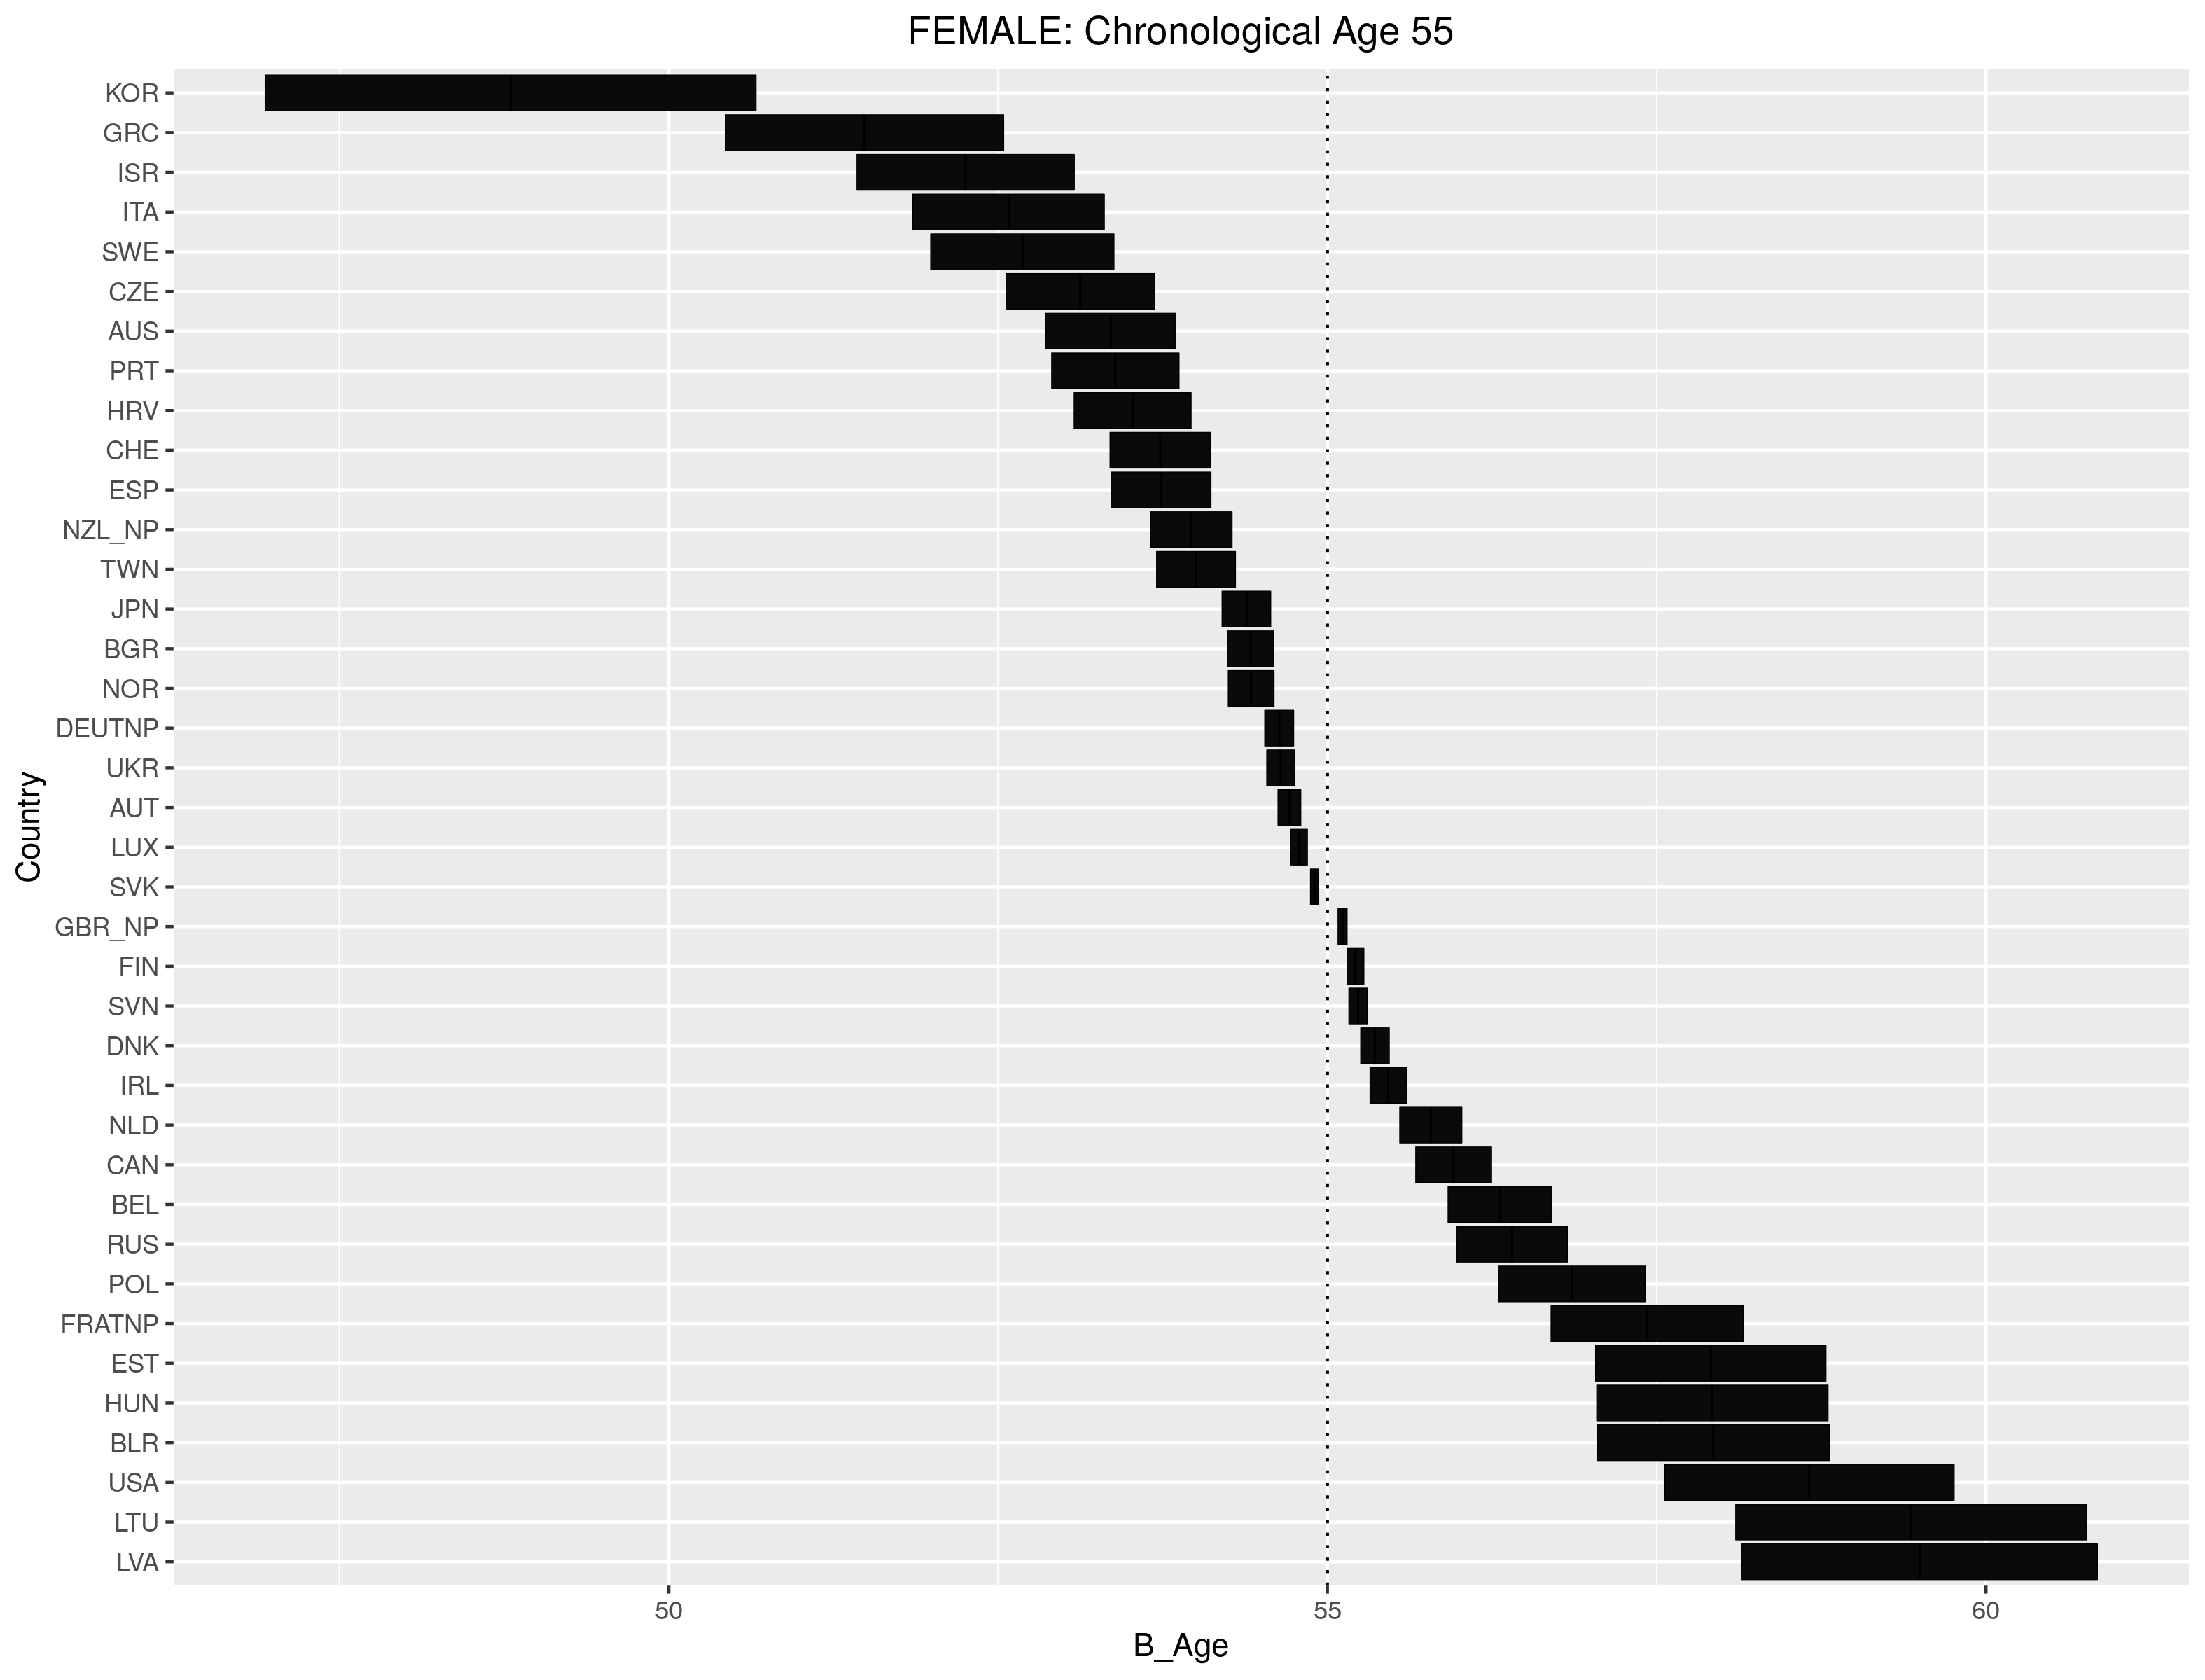 FEMALE: Chronological Age 55
KOR
GRC
ISR
ITA
SWE
CZE
AUS
PRT
HRV
CHE
ESP
NZL_NP
TWN
JPN
BGR
NOR
DEUTNP
UKR
AUT
LUX
SVK
GBR_NP
FIN
SVN
DNK
IRL
NLD
CAN
BEL
RUS
POL
FRATNP
EST
HUN
BLR
USA
LTU
LVA
Country
50 55 60
B_Age